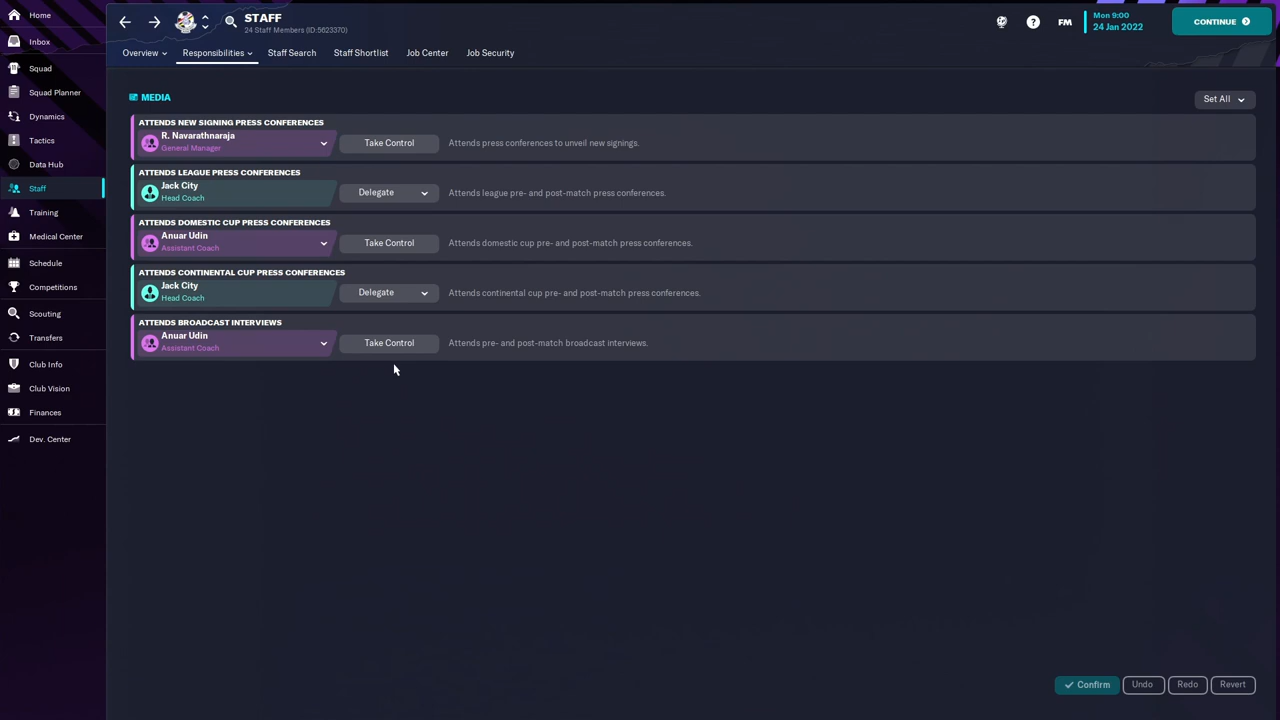 Home
Inbox
Squad
Squad Planner
Dynamics
Tactics
Data Hub
Staff
Training
Medical Center
Schedule
Competitions
Scouting
Transfers
Club Info
Club Vision
Finances
Dev. Center
STAFF
24 Staff Members (ID:5623370)
FM
Mon 9:00
24 Jan 2022
CONTINUE
Overview
Responsibilities
Staff Search
Staff Shortlist
Job Center
Job Security
MEDIA
Set All
ATTENDS NEW SIGNING PRESS CONFERENCES
R. Navarathnaraja
General Manager
Take Control
Attends press conferences to unveil new signings.
ATTENDS LEAGUE PRESS CONFERENCES
Jack City
Head Coach
Delegate
Attends league pre- and post-match press conferences.
ATTENDS DOMESTIC CUP PRESS CONFERENCES
Anuar Udin
Assistant Coach
Take Control
Attends domestic cup pre- and post-match press conferences.
ATTENDS CONTINENTAL CUP PRESS CONFERENCES
Jack City
Head Coach
Delegate
Attends continental cup pre- and post-match press conferences.
ATTENDS BROADCAST INTERVIEWS
Anuar Udin
Assistant Coach
Take Control
Attends pre- and post-match broadcast interviews.
Confirm
Undo
Redo
Revert